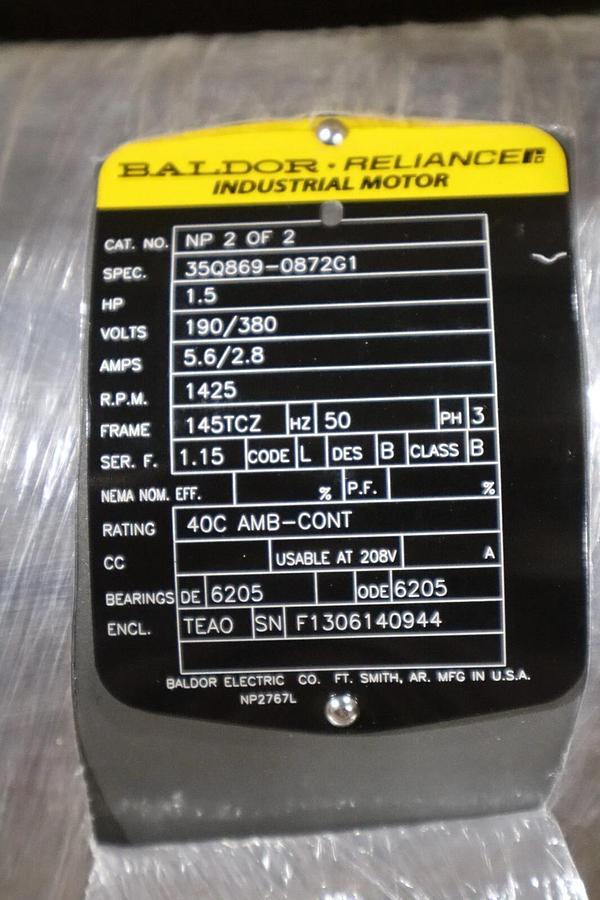 BALDOR · RELIANCE
INDUSTRIAL MOTOR
CAT. NO. NP 2 OF 2
SPEC. 35Q869-0872G1
HP 1.5
VOLTS 190/380
AMPS 5.6/2.8
R.P.M. 1425
FRAME 145TCZ HZ 50 PH 3
SER. F. 1.15 CODE L DES B CLASS B
NEMA NOM. EFF. % P.F. %
RATING 40C AMB-CONT
CC USABLE AT 208V A
BEARINGS DE 6205 ODE 6205
ENCL. TEAO SN F1306140944
BALDOR ELECTRIC CO. FT. SMITH, AR. MFG IN U.S.A.
NP2767L